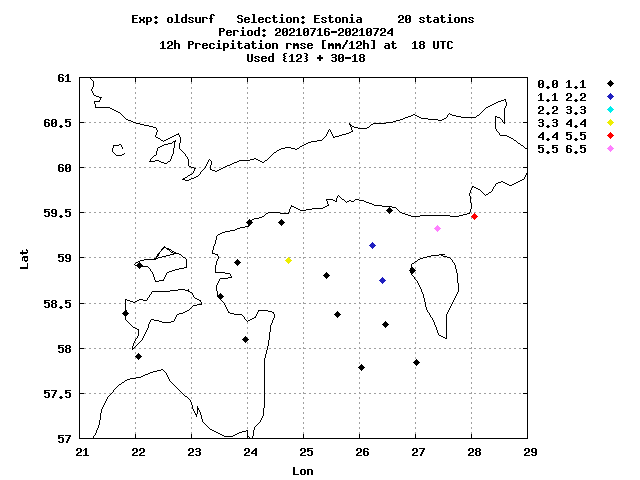 Exp: oldsurf   Selection: Estonia     20 stations
Period: 20210716-20210724
12h Precipitation rmse [mm/12h] at  18 UTC
Used {12} + 30-18
61
60.5
60
59.5
59
58.5
58
57.5
57
Lat
21 22 23 24 25 26 27 28 29
Lon
0.0 1.1
1.1 2.2
2.2 3.3
3.3 4.4
4.4 5.5
5.5 6.5